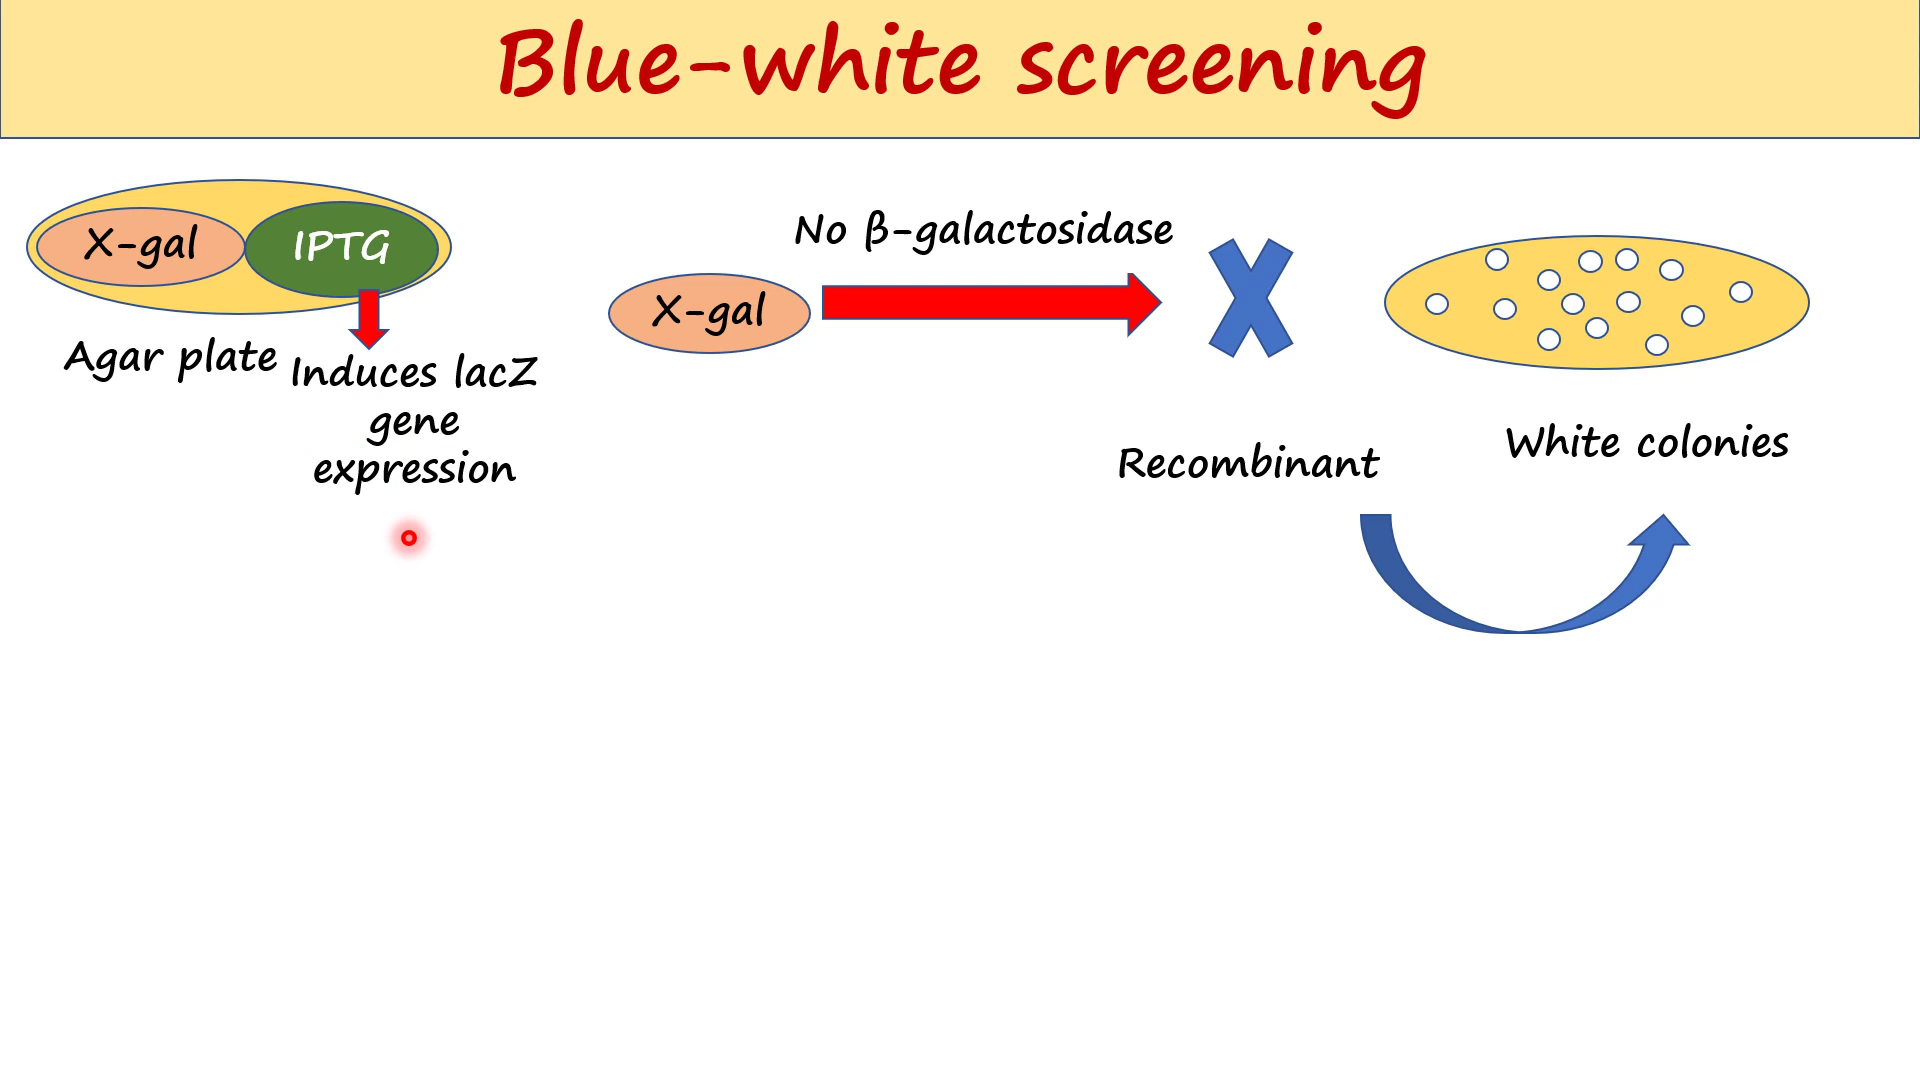 Blue-white screening
X-gal
IPTG
Agar plate
Induces lacZ
gene
expression
No β-galactosidase
X-gal
Recombinant
White colonies